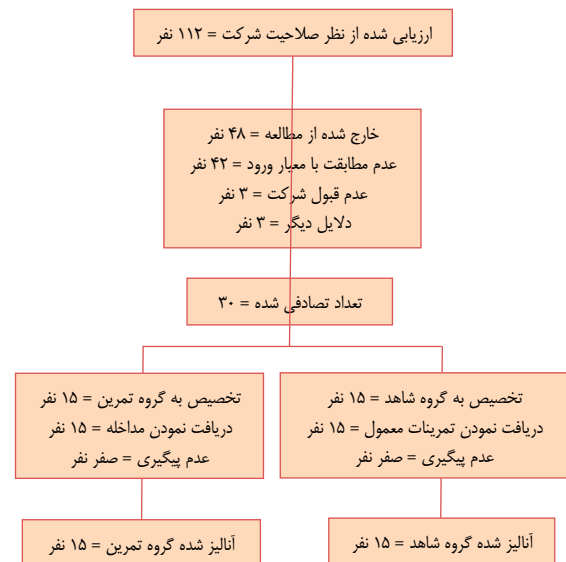 ارزیابی شده از نظر صلاحیت شرکت = ۱۱۲ نفر
خارج شده از مطالعه = ۴۸ نفر
عدم مطابقت با معیار ورود = ۴۲ نفر
عدم قبول شرکت = ۳ نفر
دلایل دیگر = ۳ نفر
تعداد تصادفی شده = ۳۰
تخصیص به گروه شاهد = ۱۵ نفر
دریافت نمودن تمرینات معمول = ۱۵ نفر
عدم پیگیری = صفر نفر
تخصیص به گروه تمرین = ۱۵ نفر
دریافت نمودن مداخله = ۱۵ نفر
عدم پیگیری = صفر نفر
آنالیز شده گروه شاهد = ۱۵ نفر
آنالیز شده گروه تمرین = ۱۵ نفر